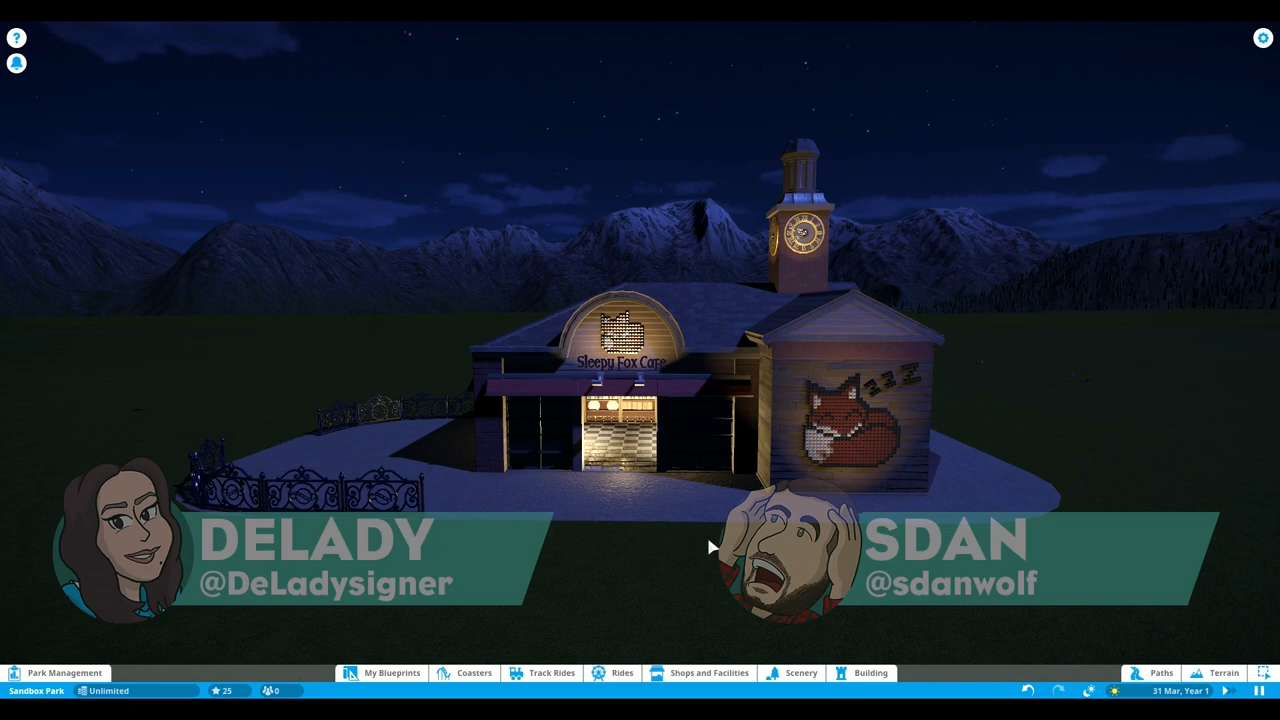 ?
Sleepy Fox Cafe
zzZ
DELADY
@DeLadysigner
SDAN
@sdanwolf
Park Management
My Blueprints
Coasters
Track Rides
Rides
Shops and Facilities
Scenery
Building
Paths
Terrain
Sandbox Park
Unlimited
25
0
31 Mar, Year 1